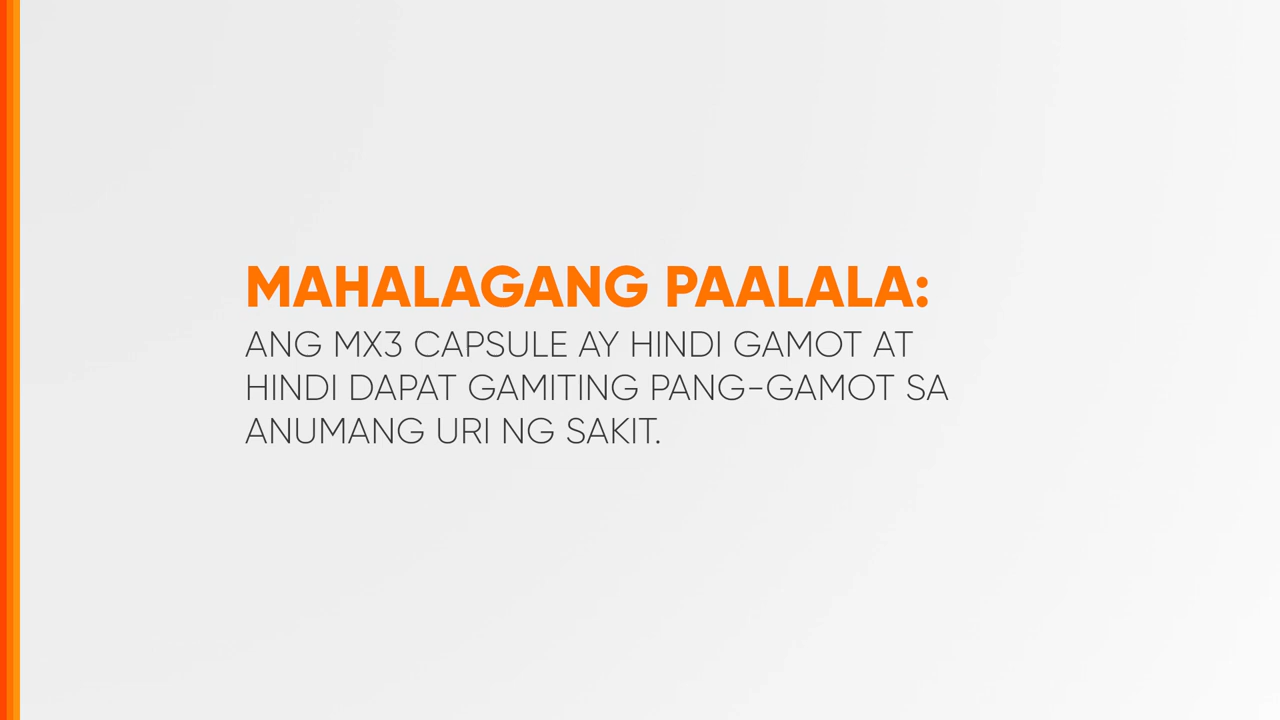 MAHALAGANG PAALALA:
ANG MX3 CAPSULE AY HINDI GAMOT AT
HINDI DAPAT GAMITING PANG-GAMOT SA
ANUMANG URI NG SAKIT.